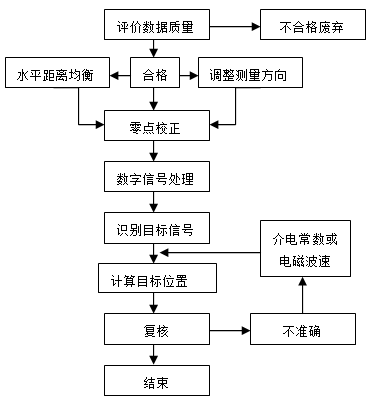 评价数据质量
不合格废弃
水平距离均衡
合格
调整测量方向
零点校正
数字信号处理
识别目标信号
介电常数或
电磁波速
计算目标位置
复核
不准确
结束